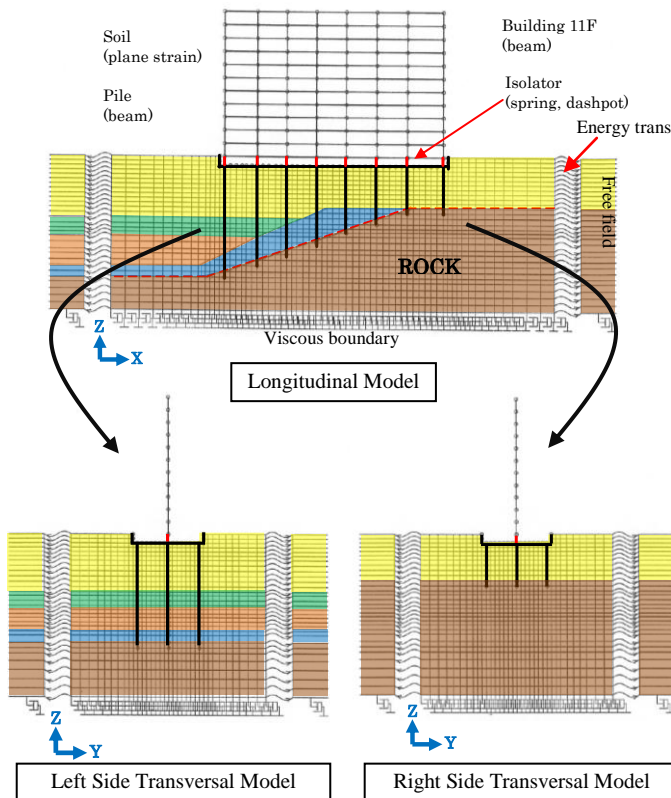 Soil
(plane strain)
Pile
(beam)
Building 11F
(beam)
Isolator
(spring, dashpot)
Energy trans
Free field
ROCK
Z
X
Viscous boundary
Longitudinal Model
Z
Y
Left Side Transversal Model
Z
Y
Right Side Transversal Model